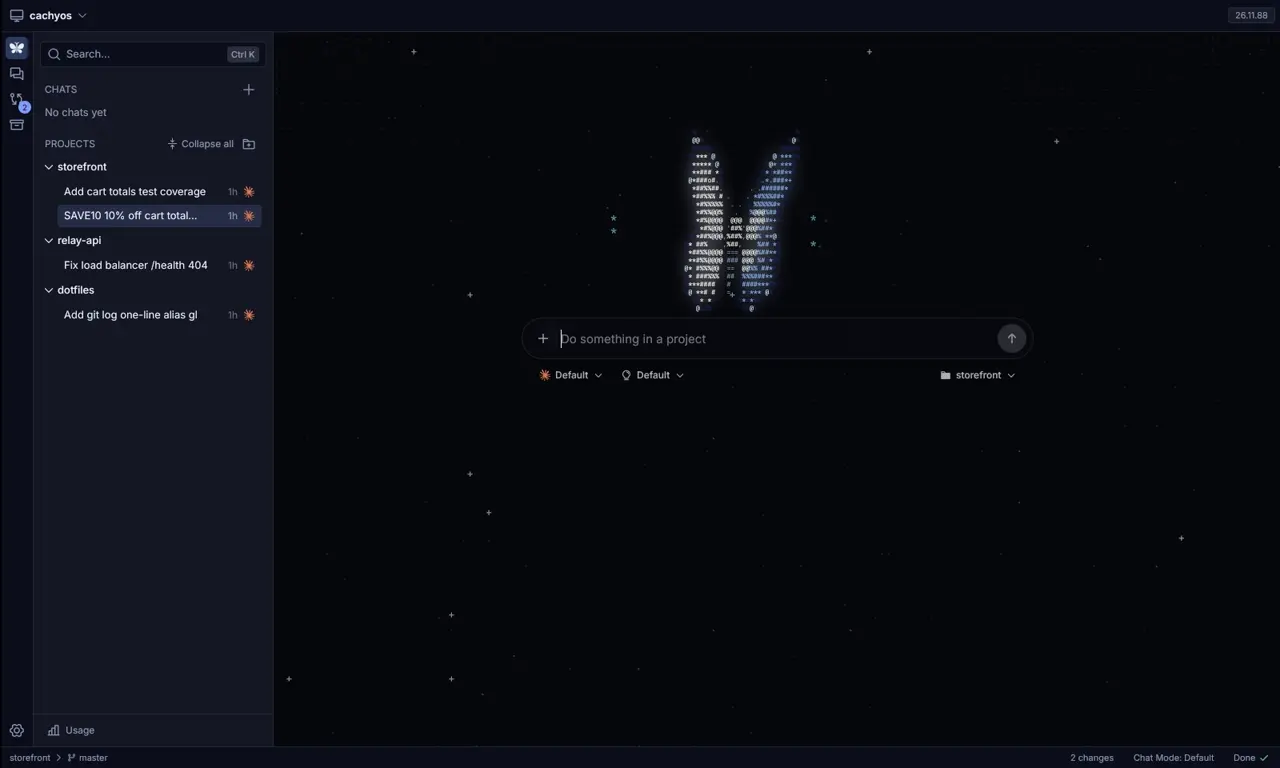 cachyos
26.11.88
Search...
Ctrl K
CHATS
No chats yet
PROJECTS
Collapse all
storefront
Add cart totals test coverage 1h
SAVE10 10% off cart total... 1h
relay-api
Fix load balancer /health 404 1h
dotfiles
Add git log one-line alias gl 1h
2
Do something in a project
Default
Default
storefront
Usage
storefront
master
2 changes
Chat Mode: Default
Done